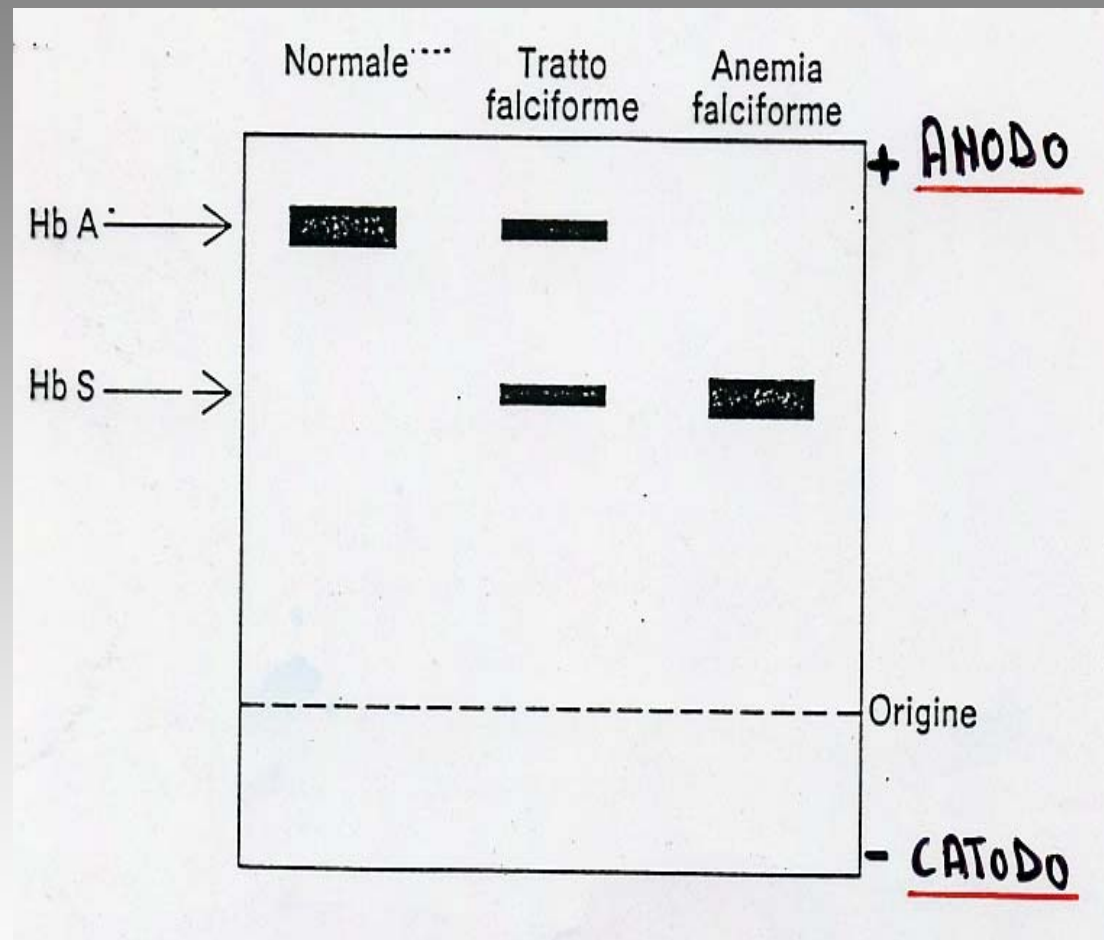 Normale
Tratto
falciforme
Anemia
falciforme
+ ANODO
Hb A
Hb S
Origine
- CATODO